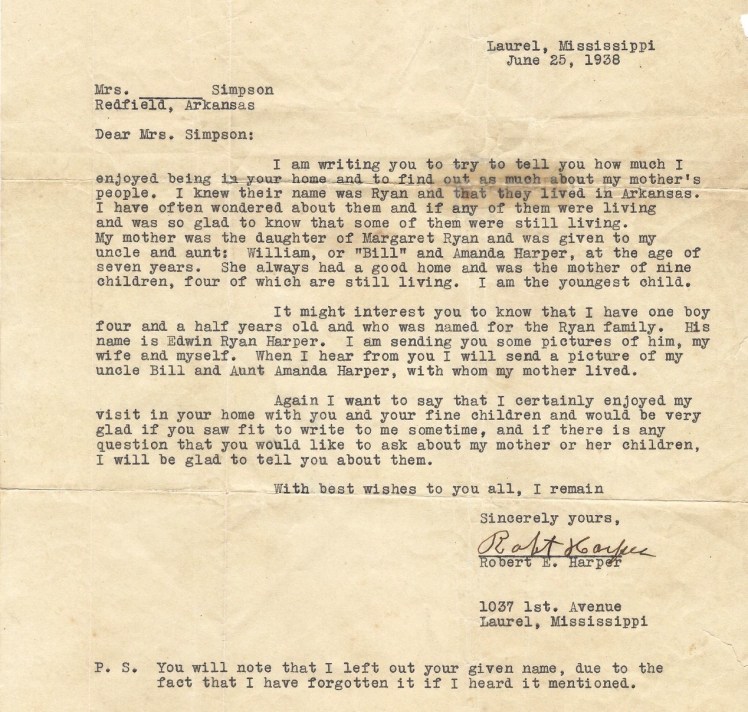 Laurel, Mississippi
June 25, 1938
Mrs. ______ Simpson
Redfield, Arkansas
Dear Mrs. Simpson:
I am writing you to try to tell you how much I
enjoyed being in your home and to find out as much about my mother's
people. I knew their name was Ryan and that they lived in Arkansas.
I have often wondered about them and if any of them were living
and was so glad to know that some of them were still living.
My mother was the daughter of Margaret Ryan and was given to my
uncle and aunt: William, or "Bill" and Amanda Harper, at the age of
seven years. She always had a good home and was the mother of nine
children, four of which are still living. I am the youngest child.
It might interest you to know that I have one boy
four and a half years old and who was named for the Ryan family. His
name is Edwin Ryan Harper. I am sending you some pictures of him, my
wife and myself. When I hear from you I will send a picture of my
uncle Bill and Aunt Amanda Harper, with whom my mother lived.
Again I want to say that I certainly enjoyed my
visit in your home with you and your fine children and would be very
glad if you saw fit to write to me sometime, and if there is any
question that you would like to ask about my mother or her children,
I will be glad to tell you about them.
With best wishes to you all, I remain
Sincerely yours,
Robt Harper
Robert E. Harper
1037 1st. Avenue
Laurel, Mississippi
P. S. You will note that I left out your given name, due to the
fact that I have forgotten it if I heard it mentioned.